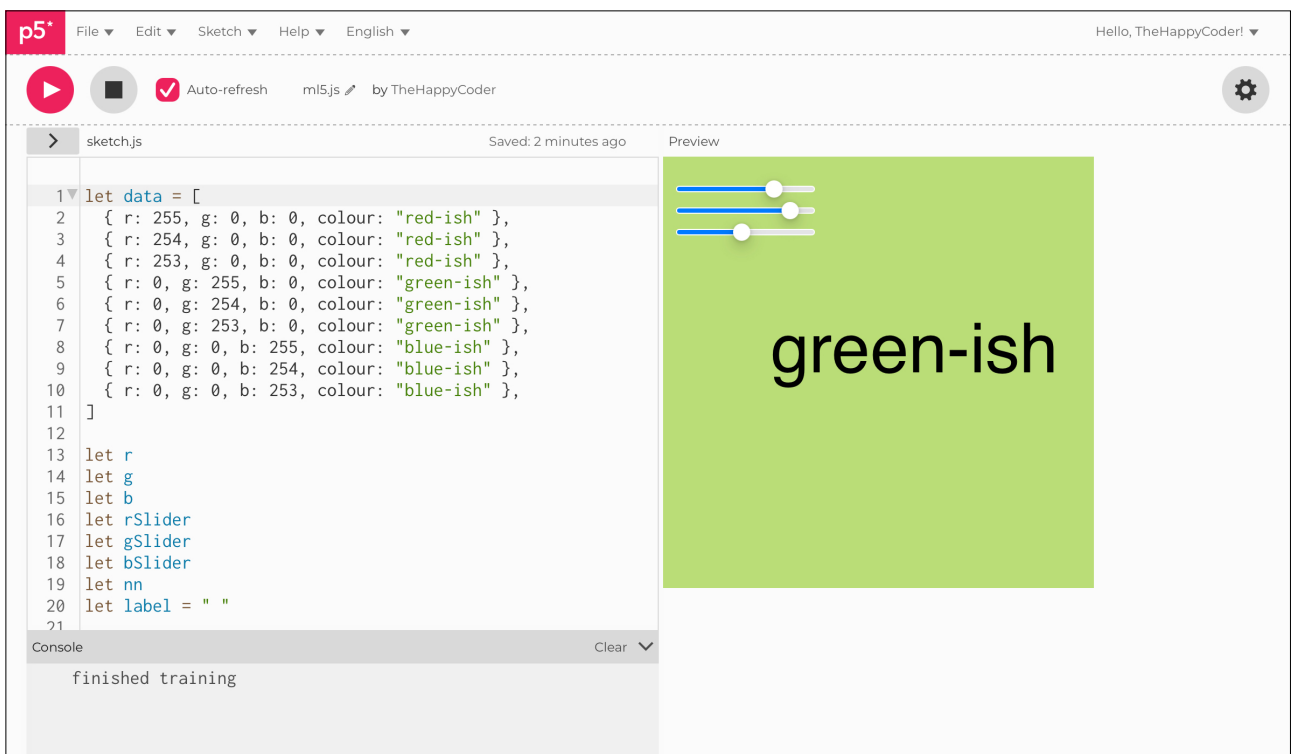 p5* File Edit Sketch Help English Hello, TheHappyCoder!
Auto-refresh ml5.js by TheHappyCoder
sketch.js Saved: 2 minutes ago Preview
1 let data = [
2 { r: 255, g: 0, b: 0, colour: "red-ish" },
3 { r: 254, g: 0, b: 0, colour: "red-ish" },
4 { r: 253, g: 0, b: 0, colour: "red-ish" },
5 { r: 0, g: 255, b: 0, colour: "green-ish" },
6 { r: 0, g: 254, b: 0, colour: "green-ish" },
7 { r: 0, g: 253, b: 0, colour: "green-ish" },
8 { r: 0, g: 0, b: 255, colour: "blue-ish" },
9 { r: 0, g: 0, b: 254, colour: "blue-ish" },
10 { r: 0, g: 0, b: 253, colour: "blue-ish" },
11 ]
12
13 let r
14 let g
15 let b
16 let rSlider
17 let gSlider
18 let bSlider
19 let nn
20 let label = " "
21
green-ish
Console Clear
finished training